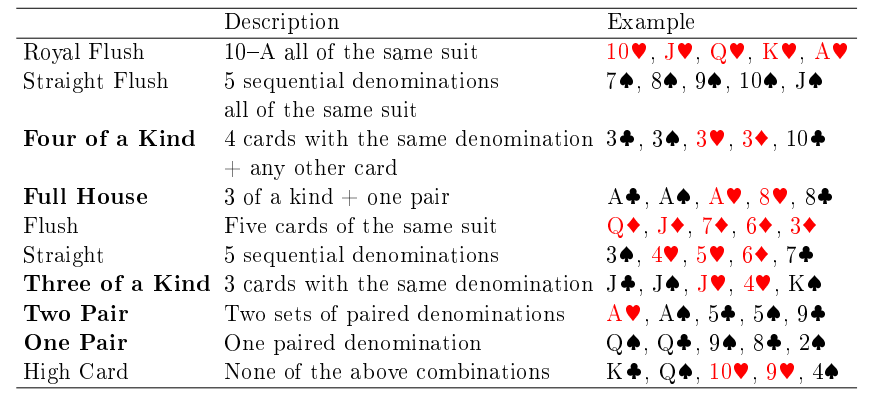 Description Example
Royal Flush 10–A all of the same suit 10♥, J♥, Q♥, K♥, A♥
Straight Flush 5 sequential denominations 7♠, 8♠, 9♠, 10♠, J♠
all of the same suit
Four of a Kind 4 cards with the same denomination 3♣, 3♠, 3♥, 3♦, 10♣
+ any other card
Full House 3 of a kind + one pair A♣, A♠, A♥, 8♥, 8♣
Flush Five cards of the same suit Q♦, J♦, 7♦, 6♦, 3♦
Straight 5 sequential denominations 3♠, 4♥, 5♥, 6♦, 7♣
Three of a Kind 3 cards with the same denomination J♣, J♠, J♥, 4♥, K♠
Two Pair Two sets of paired denominations A♥, A♠, 5♣, 5♠, 9♣
One Pair One paired denomination Q♠, Q♣, 9♠, 8♣, 2♠
High Card None of the above combinations K♣, Q♠, 10♥, 9♥, 4♠